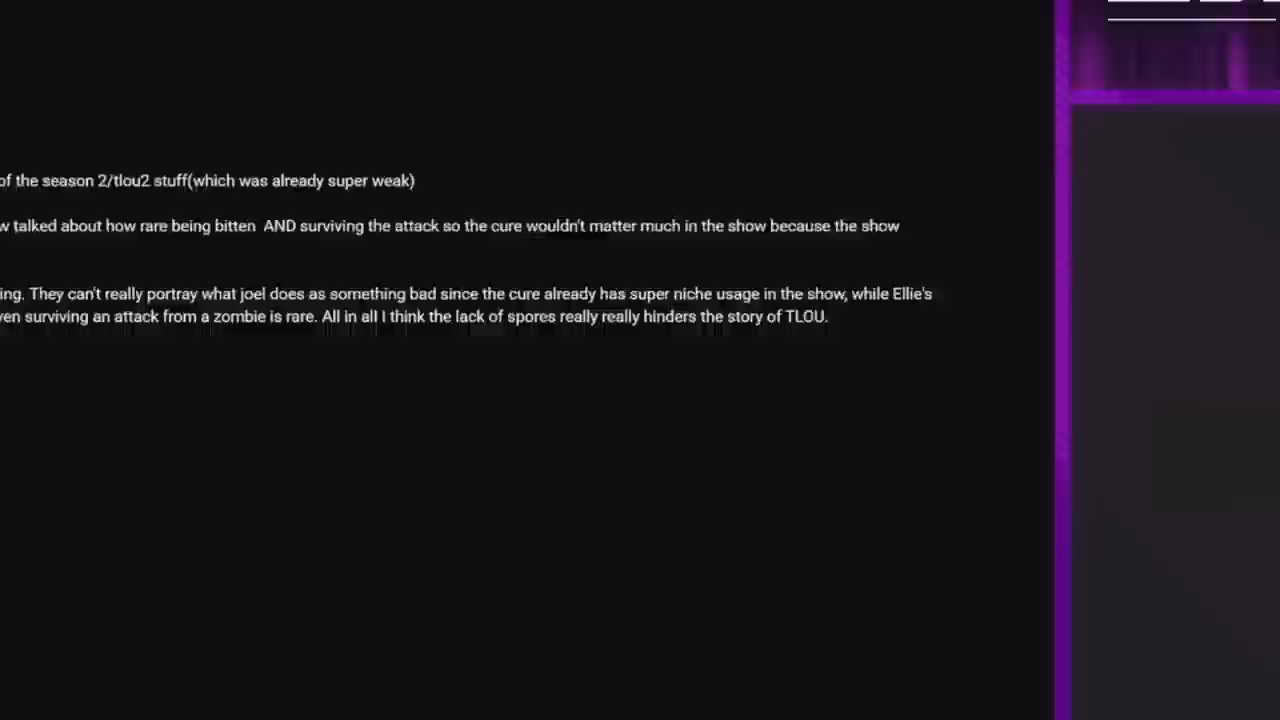 of the season 2/tlou2 stuff(which was already super weak)
talked about how rare being bitten  AND surviving the attack so the cure wouldn't matter much in the show because the show
ing. They can't really portray what joel does as something bad since the cure already has super niche usage in the show, while Ellie's
ven surviving an attack from a zombie is rare. All in all I think the lack of spores really really hinders the story of TLOU.